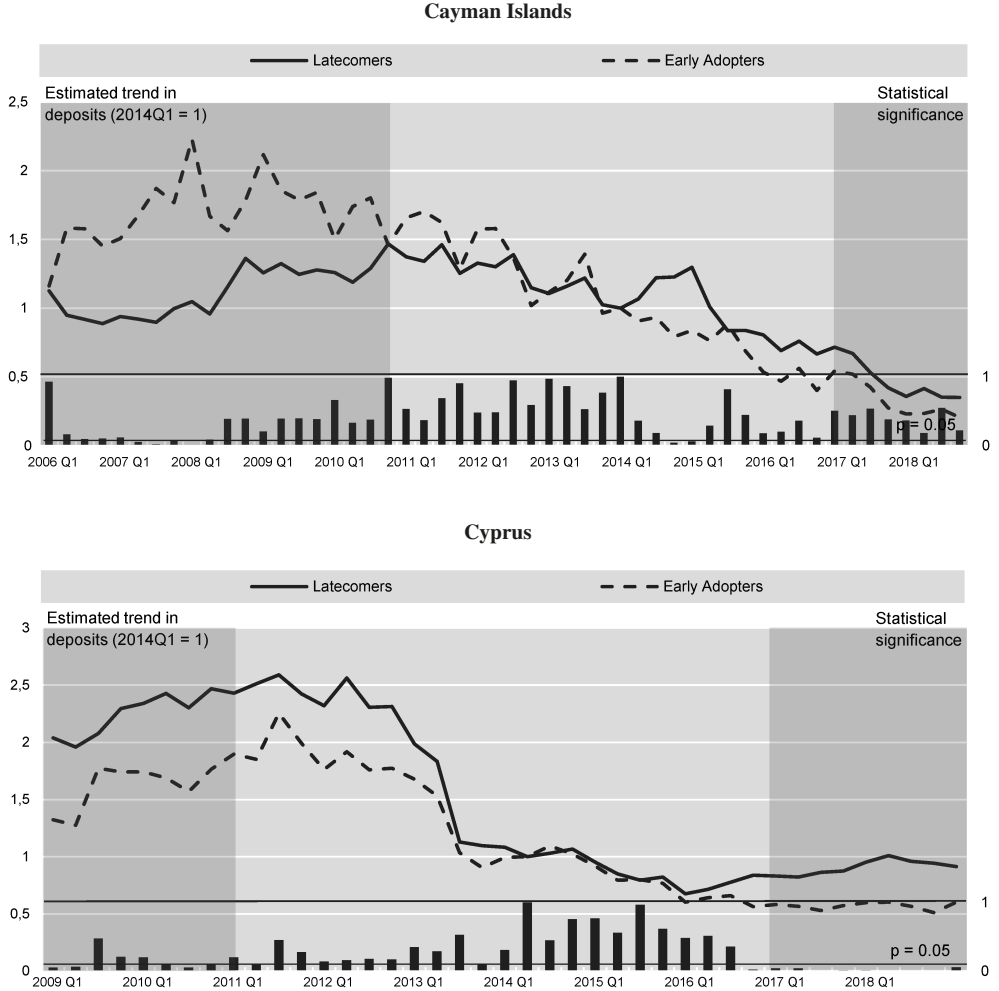 Cayman Islands
Latecomers
Early Adopters
Estimated trend in
deposits (2014Q1 = 1)
Statistical
significance
2,5
2
1,5
1
0,5
0
1
0
p = 0.05
2006 Q1 2007 Q1 2008 Q1 2009 Q1 2010 Q1 2011 Q1 2012 Q1 2013 Q1 2014 Q1 2015 Q1 2016 Q1 2017 Q1 2018 Q1
Cyprus
Latecomers
Early Adopters
Estimated trend in
deposits (2014Q1 = 1)
Statistical
significance
3
2,5
2
1,5
1
0,5
0
1
0
p = 0.05
2009 Q1 2010 Q1 2011 Q1 2012 Q1 2013 Q1 2014 Q1 2015 Q1 2016 Q1 2017 Q1 2018 Q1